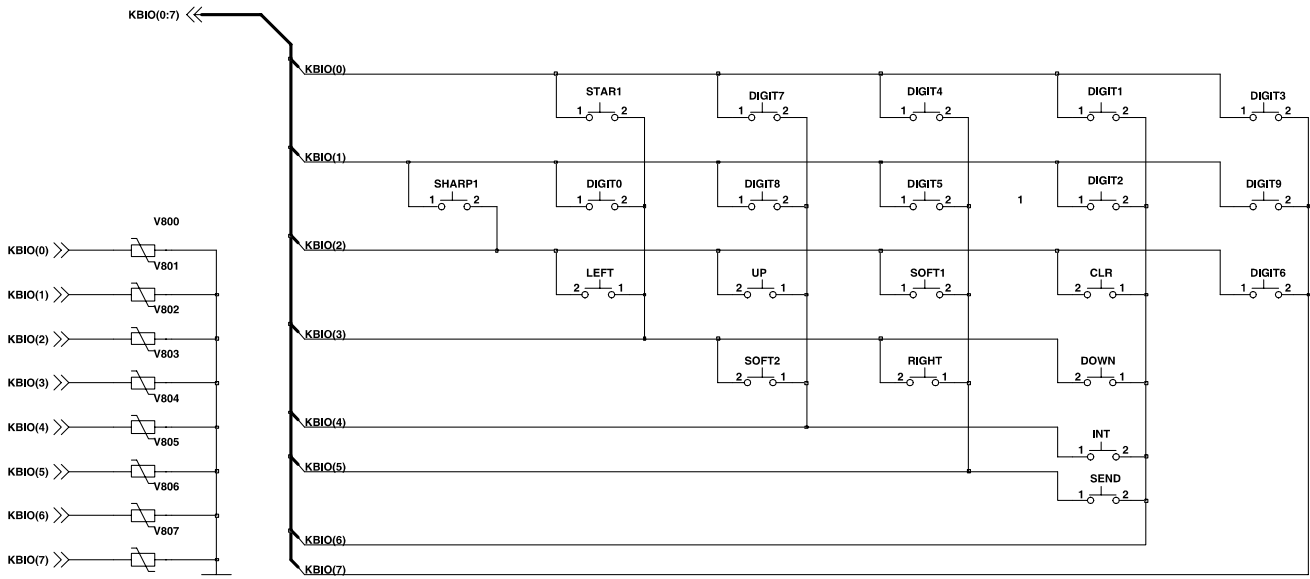 KBIO(0:7)
KBIO(0)
STAR1 DIGIT7 DIGIT4 DIGIT1 DIGIT3
1 2 1 2 1 2 1 2 1 2
KBIO(1)
SHARP1 DIGIT0 DIGIT8 DIGIT5 DIGIT2 DIGIT9
1 2 1 2 1 2 1 2 1 1 2 1 2
V800
KBIO(0) KBIO(2)
V801
LEFT UP SOFT1 CLR DIGIT6
2 1 2 1 1 2 2 1 1 2
KBIO(1)
V802
KBIO(2) KBIO(3)
V803
SOFT2 RIGHT DOWN
2 1 2 1 2 1
KBIO(3)
V804
KBIO(4) KBIO(4)
V805
INT
1 2
KBIO(5) KBIO(5)
V806
SEND
1 2
KBIO(6)
V807
KBIO(6)
KBIO(7)
KBIO(7)